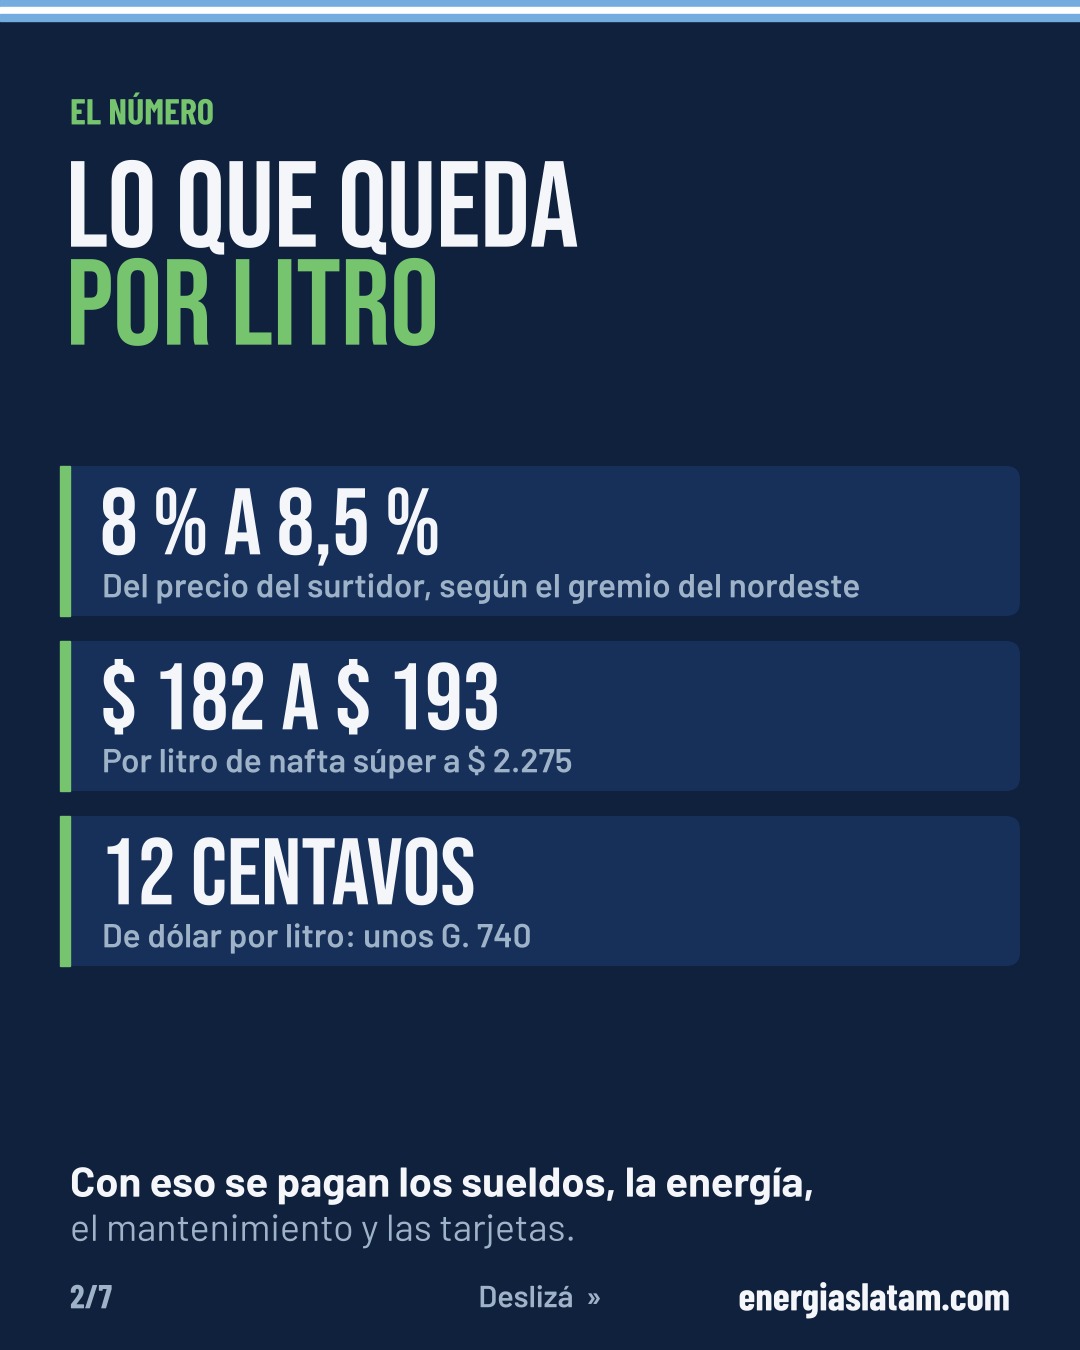 EL NÚMERO
LO QUE QUEDA
POR LITRO
8 % A 8,5 %
Del precio del surtidor, según el gremio del nordeste
$ 182 A $ 193
Por litro de nafta súper a $ 2.275
12 CENTAVOS
De dólar por litro: unos G. 740
Con eso se pagan los sueldos, la energía,
el mantenimiento y las tarjetas.
2/7
Deslizá »
energiaslatam.com